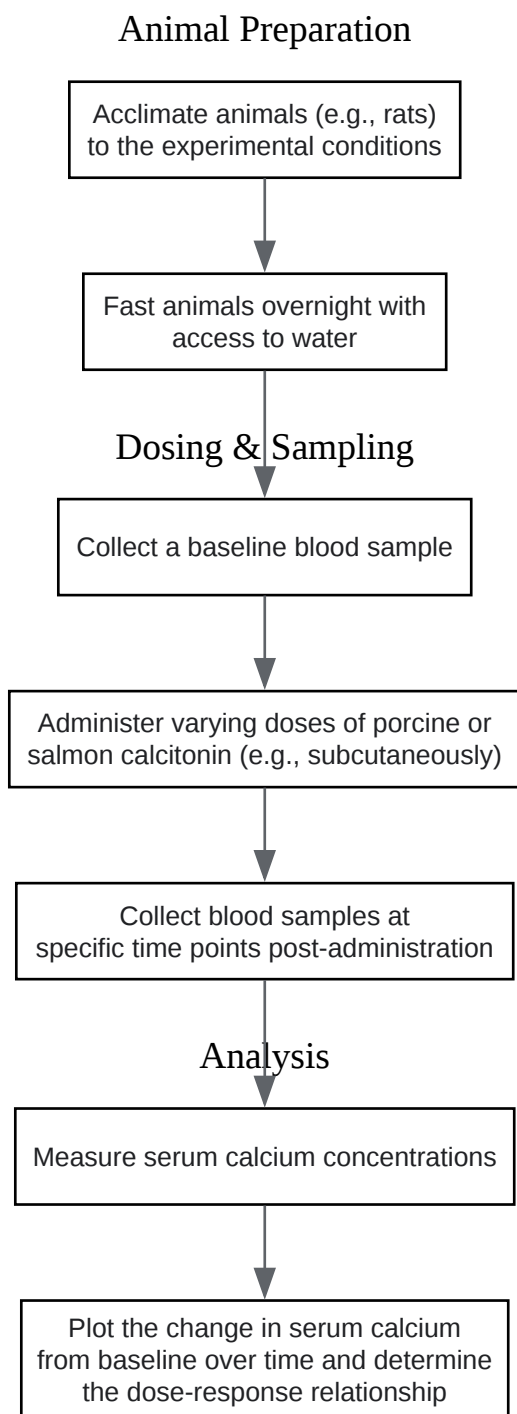 Animal Preparation
Acclimate animals (e.g., rats)
to the experimental conditions
Fast animals overnight with
access to water
Dosing & Sampling
Collect a baseline blood sample
Administer varying doses of porcine or
salmon calcitonin (e.g., subcutaneously)
Collect blood samples at
specific time points post-administration
Analysis
Measure serum calcium concentrations
Plot the change in serum calcium
from baseline over time and determine
the dose-response relationship